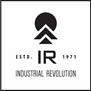 IR
ESTD. 1971
INDUSTRIAL REVOLUTION